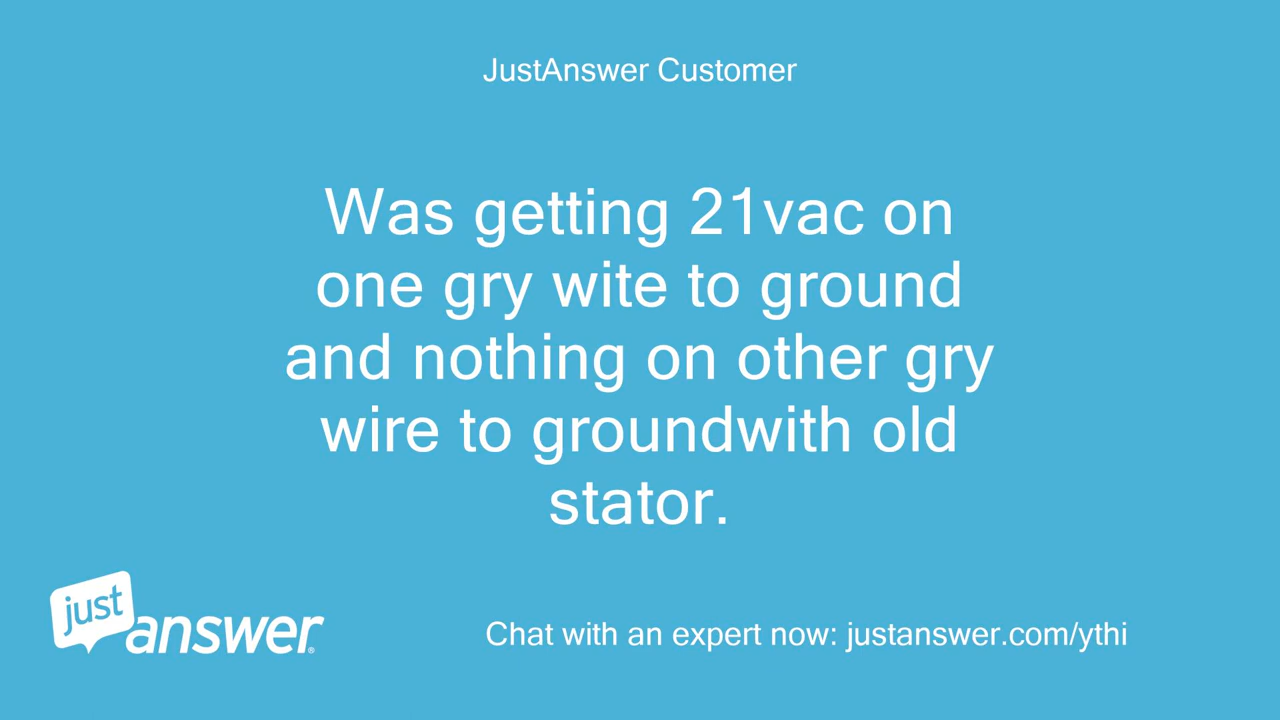 JustAnswer Customer
Was getting 21vac on
one gry wite to ground
and nothing on other gry
wire to groundwith old
stator.
just
answer®
Chat with an expert now: justanswer.com/ythi